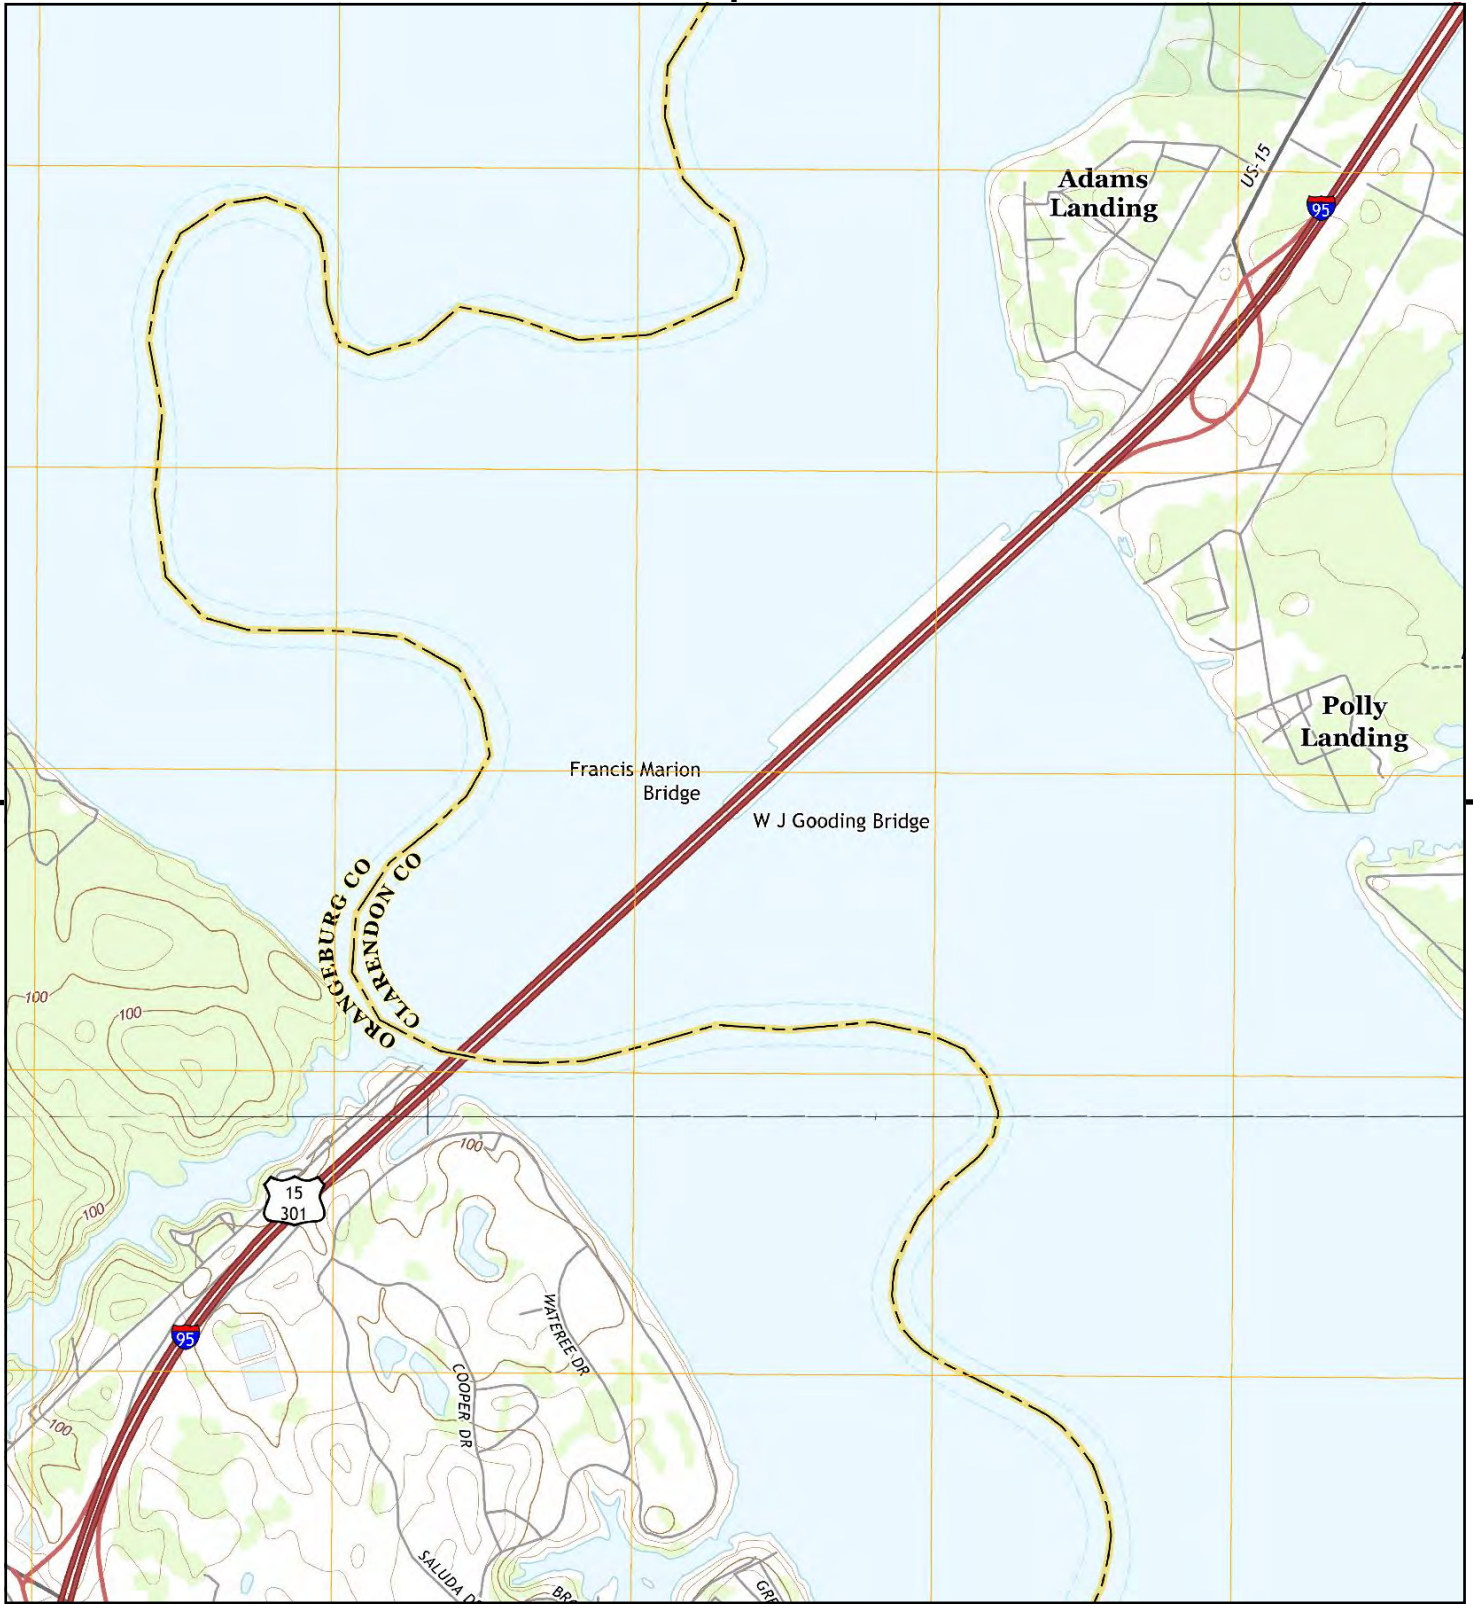 Adams
Landing
US-15
95
Polly
Landing
Francis Marion
Bridge
W J Gooding Bridge
ORANGEBURG CO
CLARENDON CO
100
100
100
100
15
301
95
WATEREE DR
COOPER DR
100
SALUDA